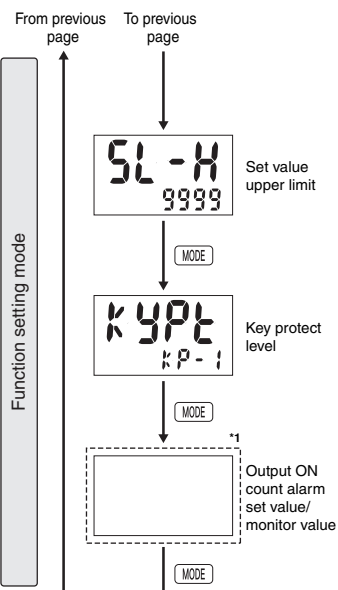 From previous page
To previous page
SL-H
9999
Set value
upper limit
MODE
KYPt
KP-1
Key protect
level
MODE
*1
Output ON
count alarm
set value/
monitor value
MODE
Function setting mode